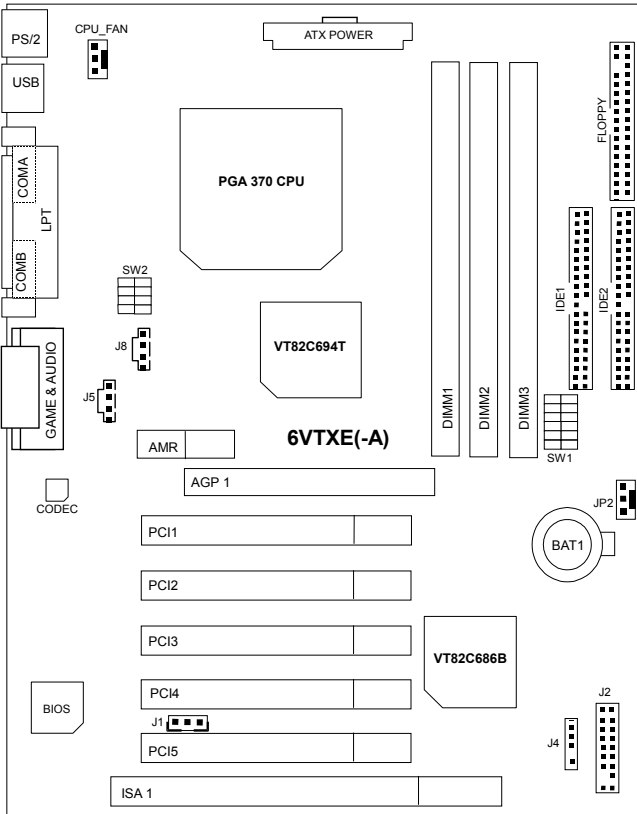 CPU_FAN
PS/2
ATX POWER
USB
FLOPPY
COMA
LPT
COMB
PGA 370 CPU
SW2
IDE1
IDE2
J8
VT82C694T
GAME & AUDIO
J5
DIMM1
DIMM2
DIMM3
6VTXE(-A)
AMR
SW1
AGP 1
JP2
CODEC
PCI1
BAT1
PCI2
PCI3
VT82C686B
PCI4
BIOS
J2
J1
J4
PCI5
ISA 1